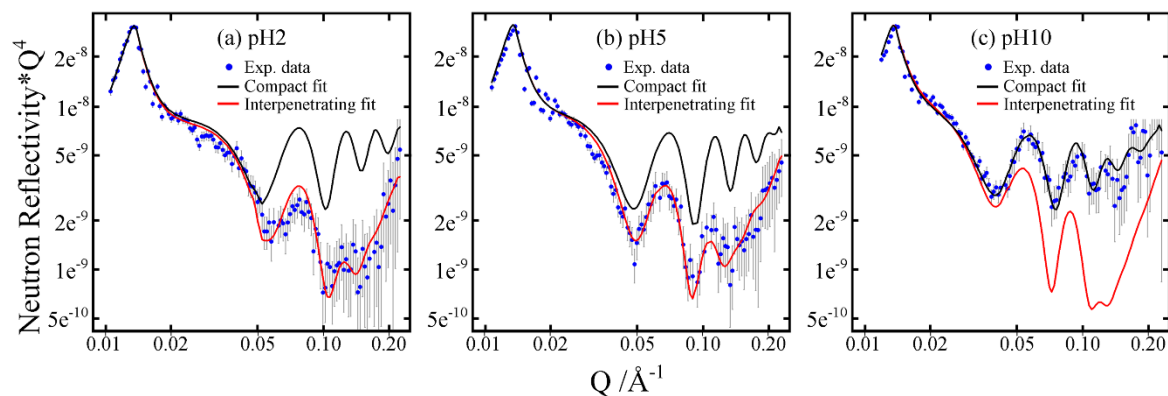 Neutron Reflectivity*Q⁴
2e⁻⁸
1e⁻⁸
5e⁻⁹
2e⁻⁹
1e⁻⁹
5e⁻¹⁰
(a) pH2
Exp. data
Compact fit
Interpenetrating fit
0.01
0.02
0.05
0.10
0.20
2e⁻⁸
1e⁻⁸
5e⁻⁹
2e⁻⁹
1e⁻⁹
5e⁻¹⁰
(b) pH5
Exp. data
Compact fit
Interpenetrating fit
0.01
0.02
0.05
0.10
0.20
2e⁻⁸
1e⁻⁸
5e⁻⁹
2e⁻⁹
1e⁻⁹
5e⁻¹⁰
(c) pH10
Exp. data
Compact fit
Interpenetrating fit
0.01
0.02
0.05
0.10
0.20
Q /Å⁻¹